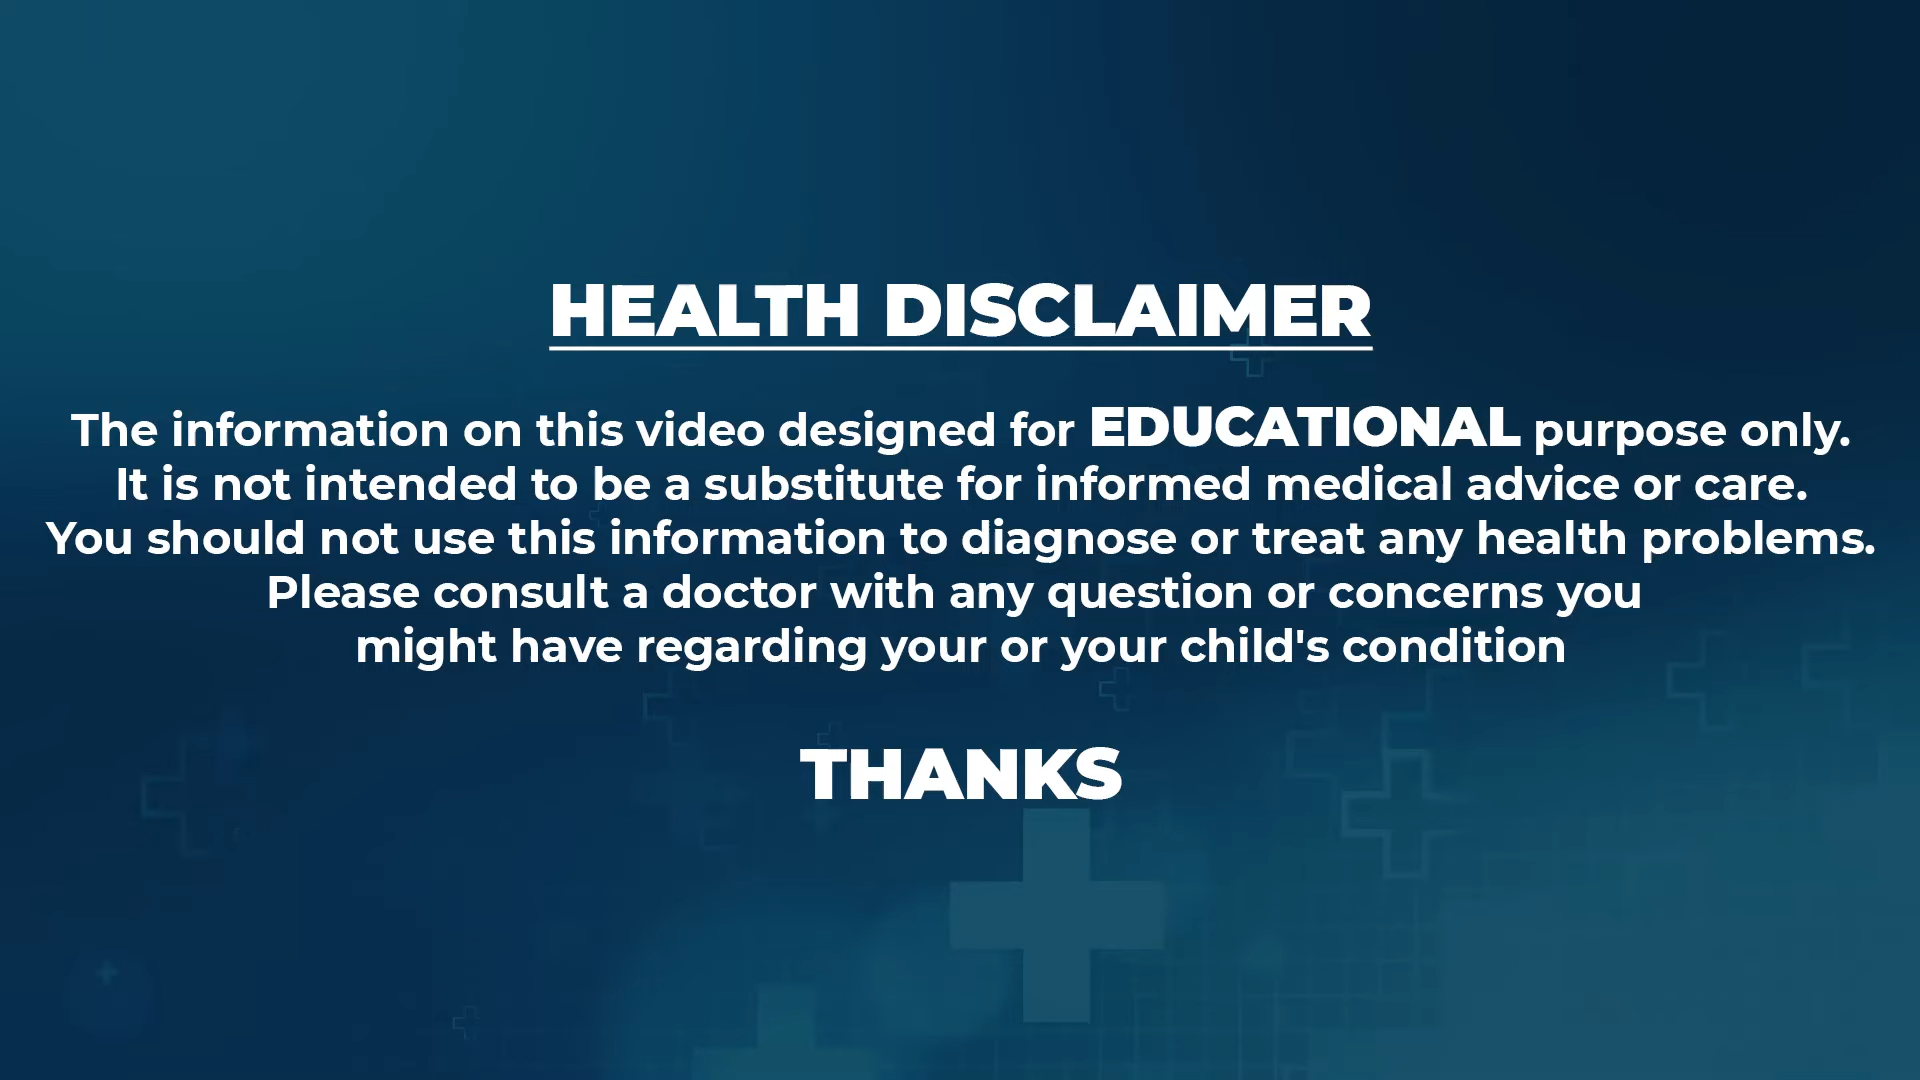 HEALTH DISCLAIMER
The information on this video designed for EDUCATIONAL purpose only.
It is not intended to be a substitute for informed medical advice or care.
You should not use this information to diagnose or treat any health problems.
Please consult a doctor with any question or concerns you
might have regarding your or your child's condition
THANKS